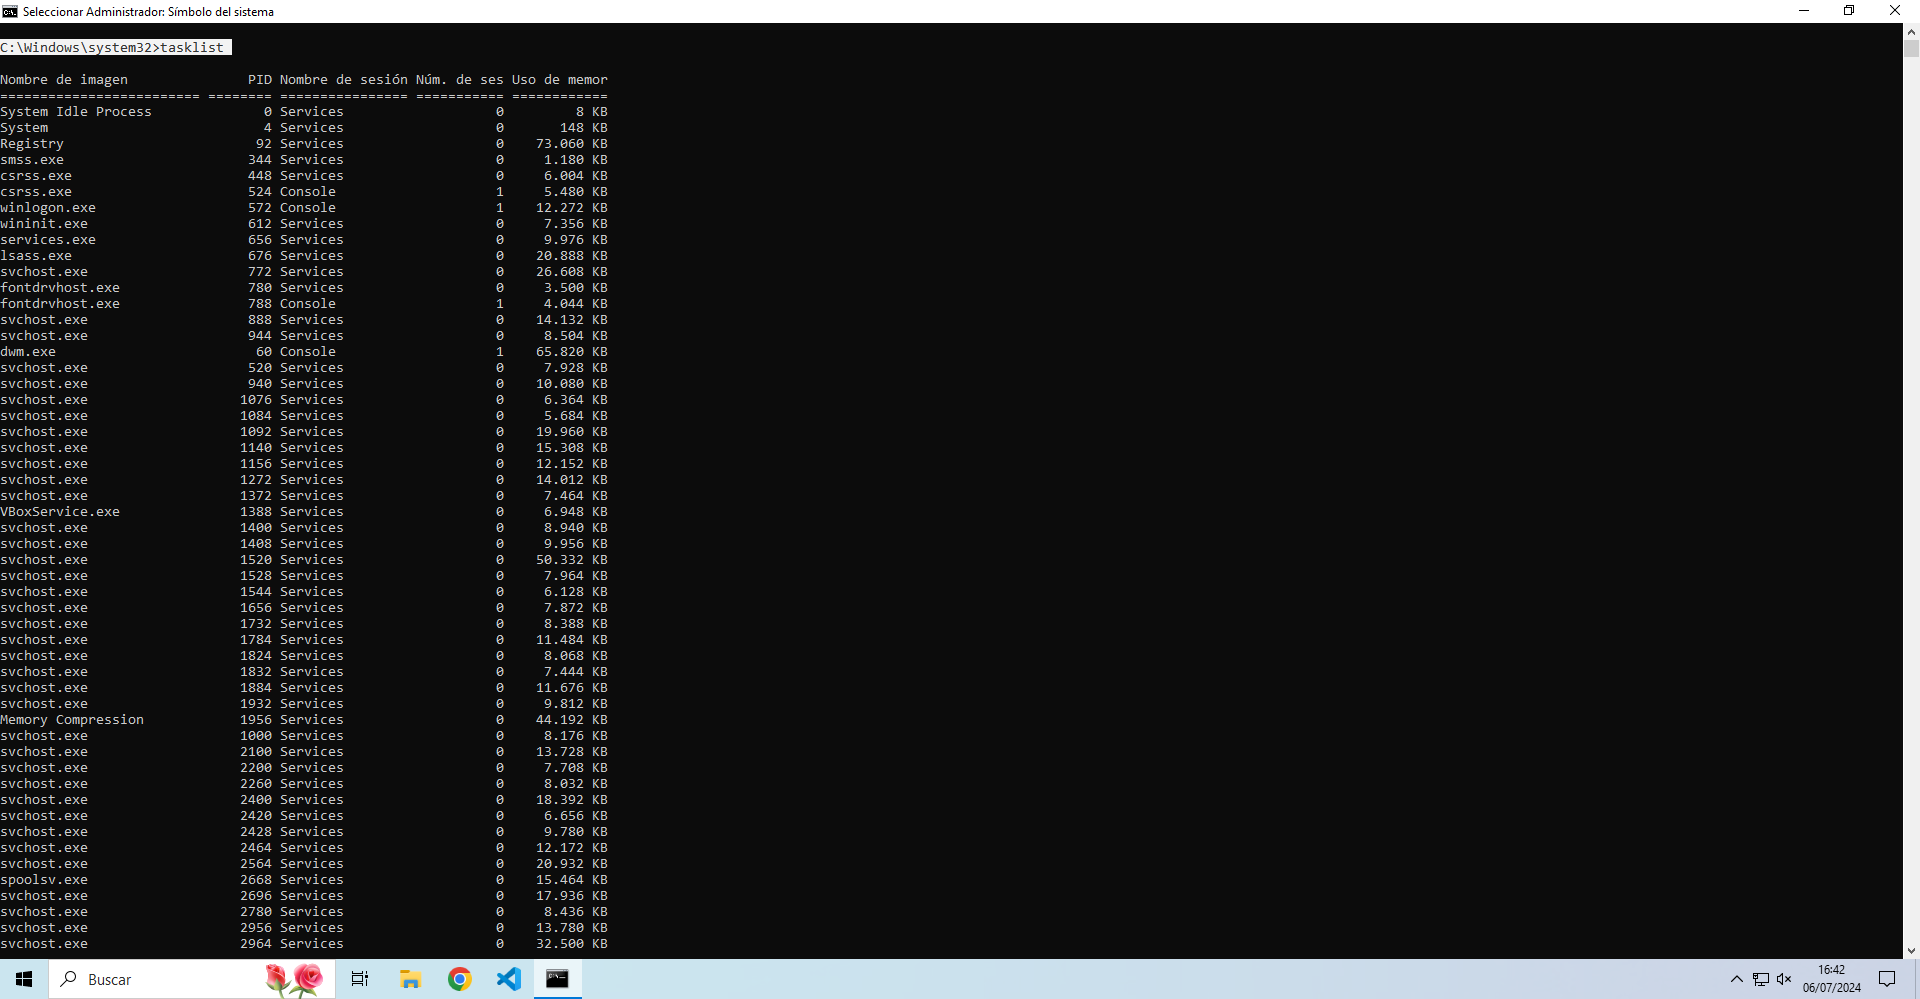 Seleccionar Administrador: Símbolo del sistema
C:\Windows\system32>tasklist
Nombre de imagen               PID Nombre de sesión Núm. de ses Uso de memor
========================= ======== ================ =========== ============
System Idle Process              0 Services                   0         8 KB
System                           4 Services                   0       148 KB
Registry                        92 Services                   0    73.060 KB
smss.exe                       344 Services                   0     1.180 KB
csrss.exe                      448 Services                   0     6.004 KB
csrss.exe                      524 Console                    1     5.480 KB
winlogon.exe                   572 Console                    1    12.272 KB
wininit.exe                    612 Services                   0     7.356 KB
services.exe                   656 Services                   0     9.976 KB
lsass.exe                      676 Services                   0    20.888 KB
svchost.exe                    772 Services                   0    26.608 KB
fontdrvhost.exe                780 Services                   0     3.500 KB
fontdrvhost.exe                788 Console                    1     4.044 KB
svchost.exe                    888 Services                   0    14.132 KB
svchost.exe                    944 Services                   0     8.504 KB
dwm.exe                         60 Console                    1    65.820 KB
svchost.exe                    520 Services                   0     7.928 KB
svchost.exe                    940 Services                   0    10.080 KB
svchost.exe                   1076 Services                   0     6.364 KB
svchost.exe                   1084 Services                   0     5.684 KB
svchost.exe                   1092 Services                   0    19.960 KB
svchost.exe                   1140 Services                   0    15.308 KB
svchost.exe                   1156 Services                   0    12.152 KB
svchost.exe                   1272 Services                   0    14.012 KB
svchost.exe                   1372 Services                   0     7.464 KB
VBoxService.exe               1388 Services                   0     6.948 KB
svchost.exe                   1400 Services                   0     8.940 KB
svchost.exe                   1408 Services                   0     9.956 KB
svchost.exe                   1520 Services                   0    50.332 KB
svchost.exe                   1528 Services                   0     7.964 KB
svchost.exe                   1544 Services                   0     6.128 KB
svchost.exe                   1656 Services                   0     7.872 KB
svchost.exe                   1732 Services                   0     8.388 KB
svchost.exe                   1784 Services                   0    11.484 KB
svchost.exe                   1824 Services                   0     8.068 KB
svchost.exe                   1832 Services                   0     7.444 KB
svchost.exe                   1884 Services                   0    11.676 KB
svchost.exe                   1932 Services                   0     9.812 KB
Memory Compression            1956 Services                   0    44.192 KB
svchost.exe                   1000 Services                   0     8.176 KB
svchost.exe                   2100 Services                   0    13.728 KB
svchost.exe                   2200 Services                   0     7.708 KB
svchost.exe                   2260 Services                   0     8.032 KB
svchost.exe                   2400 Services                   0    18.392 KB
svchost.exe                   2420 Services                   0     6.656 KB
svchost.exe                   2428 Services                   0     9.780 KB
svchost.exe                   2464 Services                   0    12.172 KB
svchost.exe                   2564 Services                   0    20.932 KB
spoolsv.exe                   2668 Services                   0    15.464 KB
svchost.exe                   2696 Services                   0    17.936 KB
svchost.exe                   2780 Services                   0     8.436 KB
svchost.exe                   2956 Services                   0    13.780 KB
svchost.exe                   2964 Services                   0    32.500 KB
Buscar
16:42
06/07/2024